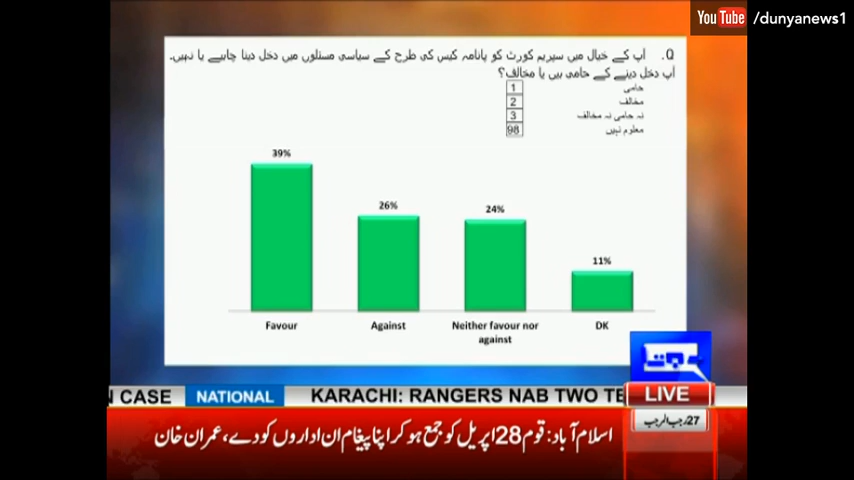 YouTube /dunyanews1
Q. آپ کے خیال میں سپریم کورٹ کو پانامہ کیس کی طرح کے سیاسی مسئلوں میں دخل دینا چاہیے یا نہیں۔
آپ دخل دینے کے حامی ہیں یا مخالف؟
حامی 1
مخالف 2
نہ حامی نہ مخالف 3
معلوم نہیں 98
39%
26%
24%
11%
Favour
Against
Neither favour nor
against
DK
N CASE NATIONAL KARACHI: RANGERS NAB TWO TE
LIVE
27 رجب المرجب
اسلام آباد: قوم 28 اپریل کو جمع ہو کر اپنا پیغام ان اداروں کو دے، عمران خان